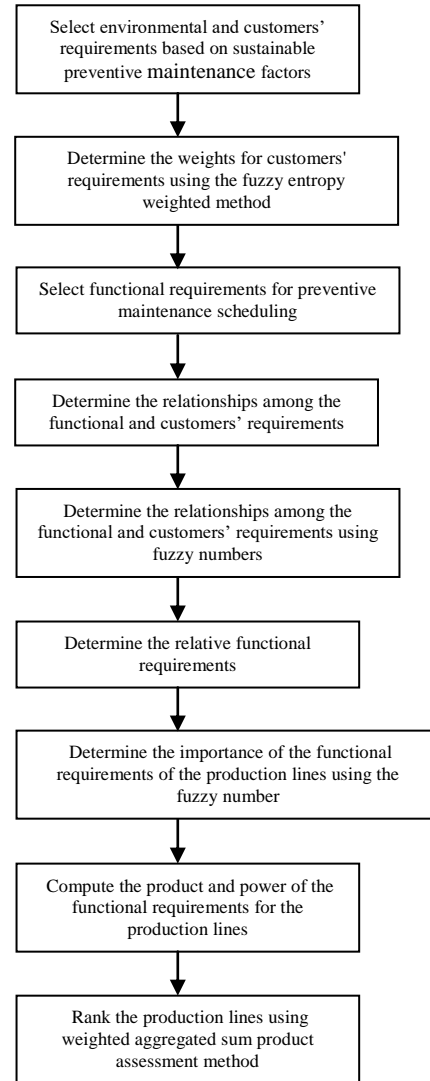 Select environmental and customers’
requirements based on sustainable
preventive maintenance factors
Determine the weights for customers'
requirements using the fuzzy entropy
weighted method
Select functional requirements for preventive
maintenance scheduling
Determine the relationships among the
functional and customers’ requirements
Determine the relationships among the
functional and customers’ requirements using
fuzzy numbers
Determine the relative functional
requirements
Determine the importance of the functional
requirements of the production lines using the
fuzzy number
Compute the product and power of the
functional requirements for the
production lines
Rank the production lines using
weighted aggregated sum product
assessment method